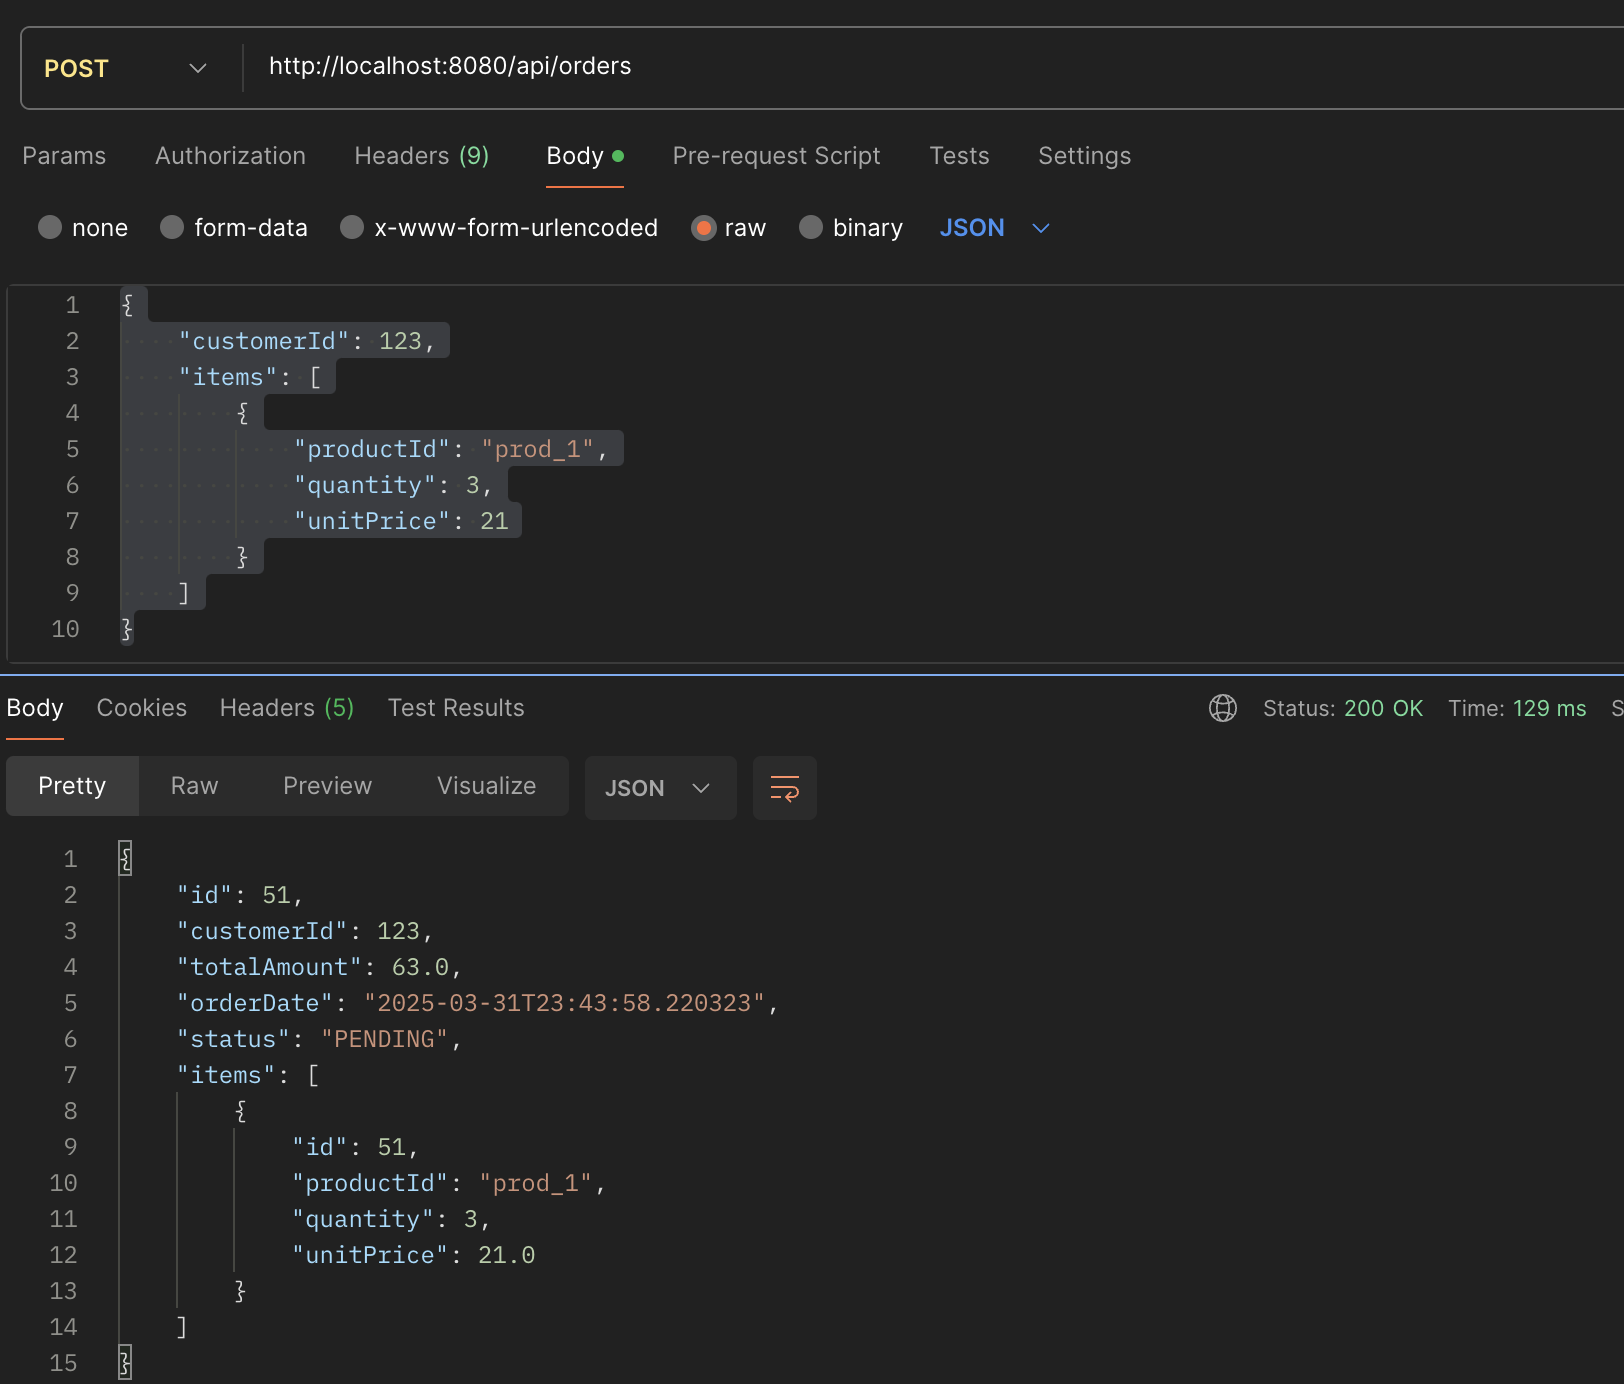 POST http://localhost:8080/api/orders
Params Authorization Headers (9) Body Pre-request Script Tests Settings
none form-data x-www-form-urlencoded raw binary JSON
1 {
2 "customerId": 123,
3 "items": [
4 {
5 "productId": "prod_1",
6 "quantity": 3,
7 "unitPrice": 21
8 }
9 ]
10 }
Body Cookies Headers (5) Test Results Status: 200 OK Time: 129 ms S
Pretty Raw Preview Visualize JSON
1 {
2 "id": 51,
3 "customerId": 123,
4 "totalAmount": 63.0,
5 "orderDate": "2025-03-31T23:43:58.220323",
6 "status": "PENDING",
7 "items": [
8 {
9 "id": 51,
10 "productId": "prod_1",
11 "quantity": 3,
12 "unitPrice": 21.0
13 }
14 ]
15 }